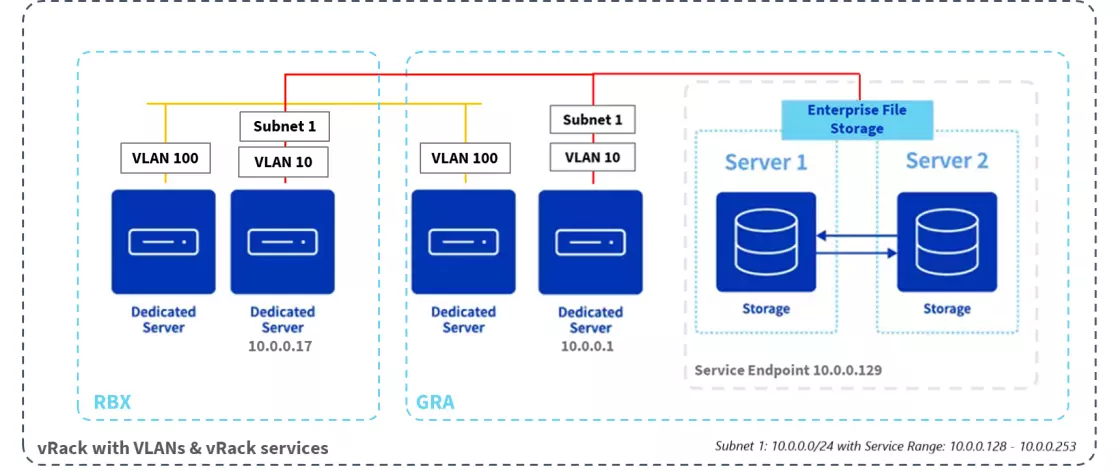 Subnet 1
VLAN 100
VLAN 10
Dedicated
Server
Dedicated
Server
10.0.0.17
RBX
Subnet 1
VLAN 100
VLAN 10
Dedicated
Server
Dedicated
Server
10.0.0.1
Enterprise File
Storage
Server 1
Server 2
Storage
Storage
Service Endpoint 10.0.0.129
GRA
vRack with VLANs & vRack services
Subnet 1: 10.0.0.0/24 with Service Range: 10.0.0.128 - 10.0.0.253